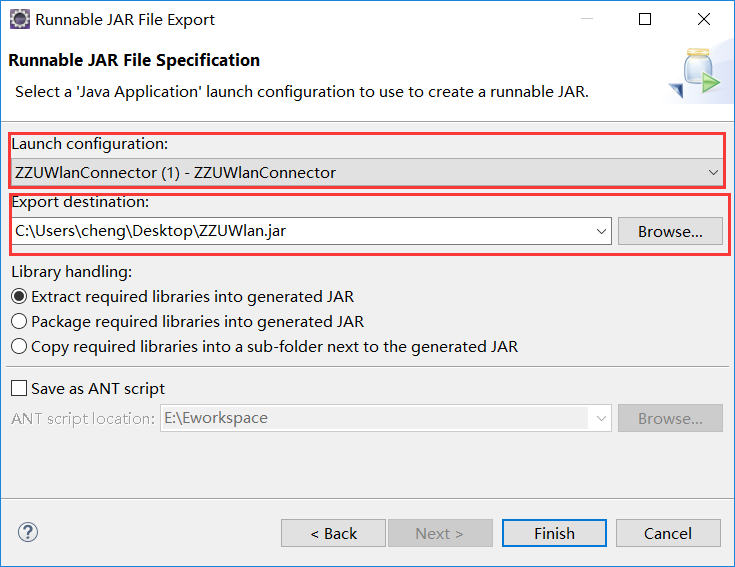 Runnable JAR File Export
Runnable JAR File Specification
Select a 'Java Application' launch configuration to use to create a runnable JAR.
Launch configuration:
ZZUWlanConnector (1) - ZZUWlanConnector
Export destination:
C:\Users\cheng\Desktop\ZZUWlan.jar
Browse...
Library handling:
Extract required libraries into generated JAR
Package required libraries into generated JAR
Copy required libraries into a sub-folder next to the generated JAR
Save as ANT script
ANT script location: E:\Eworkspace
Browse...
?
< Back
Next >
Finish
Cancel